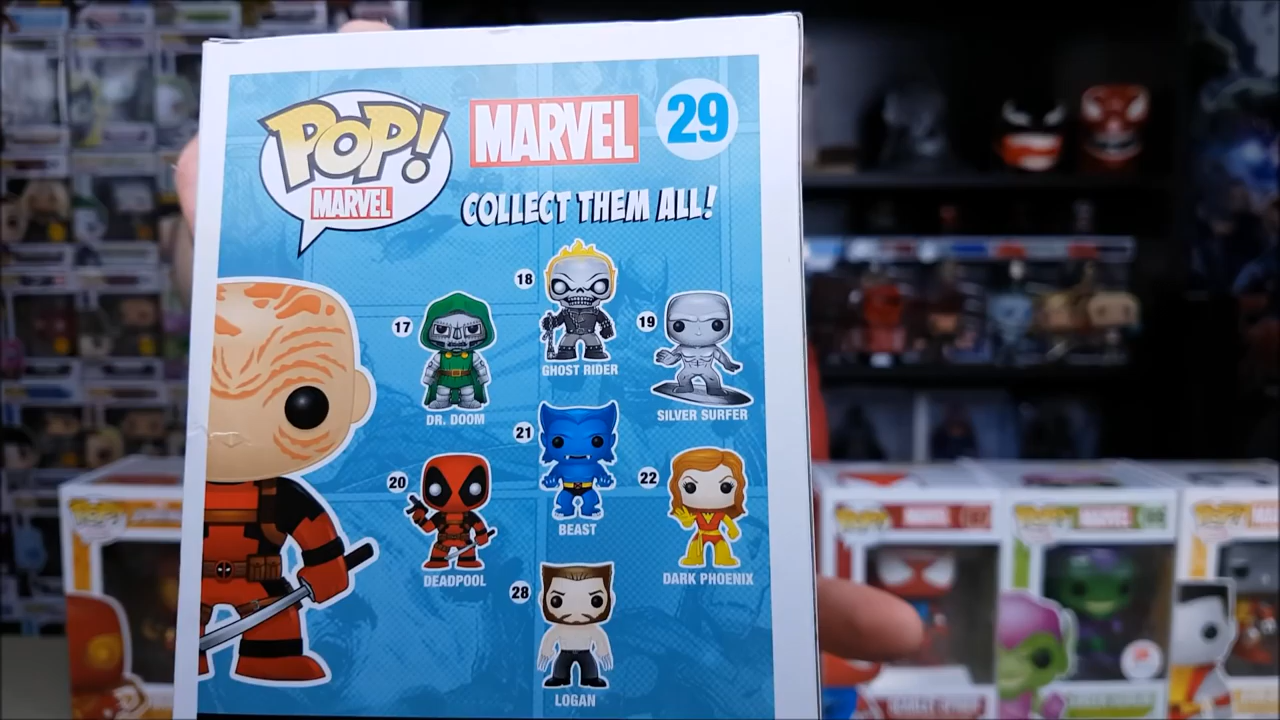 POP!
MARVEL
MARVEL
29
COLLECT THEM ALL!
18
GHOST RIDER
17
DR. DOOM
19
SILVER SURFER
21
BEAST
20
DEADPOOL
22
DARK PHOENIX
28
LOGAN